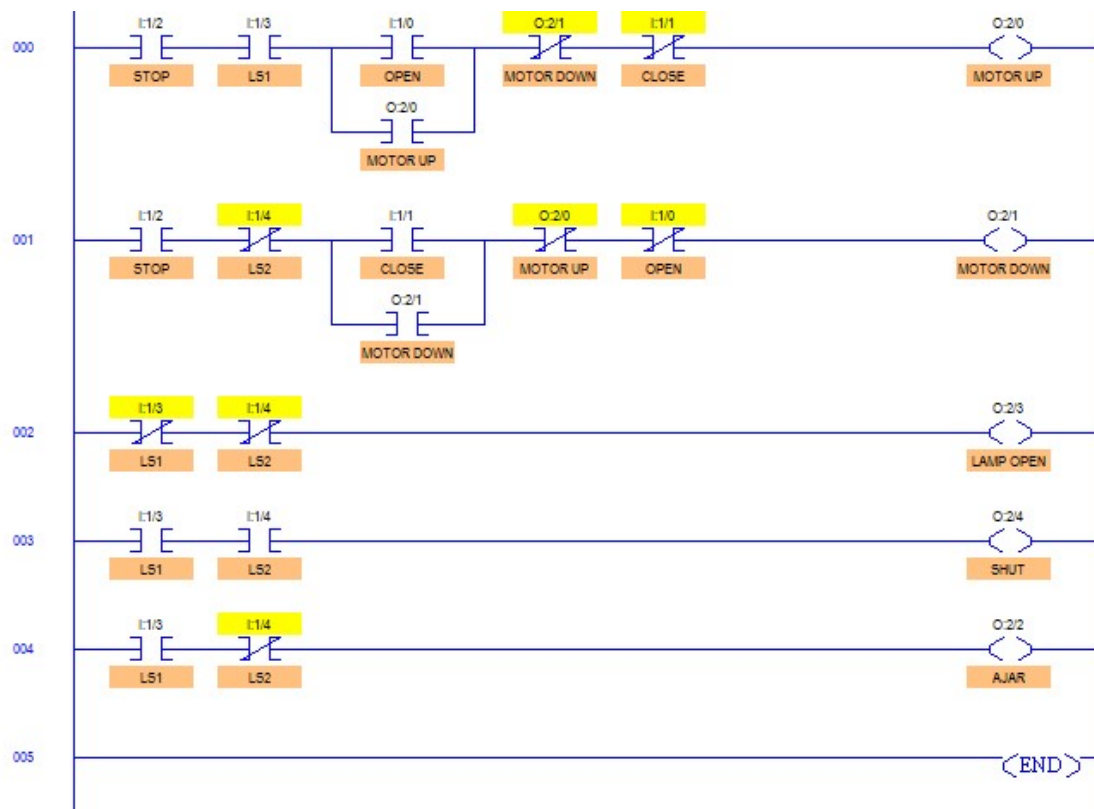 I:1/2 I:1/3 I:1/0 O:2/1 I:1/1 O:2/0
000
STOP LS1 OPEN MOTOR DOWN CLOSE MOTOR UP
O:2/0
MOTOR UP
I:1/2 I:1/4 I:1/1 O:2/0 I:1/0 O:2/1
001
STOP LS2 CLOSE MOTOR UP OPEN MOTOR DOWN
O:2/1
MOTOR DOWN
I:1/3 I:1/4 O:2/3
002
LS1 LS2 LAMP OPEN
I:1/3 I:1/4 O:2/4
003
LS1 LS2 SHUT
I:1/3 I:1/4 O:2/2
004
LS1 LS2 AJAR
005 END